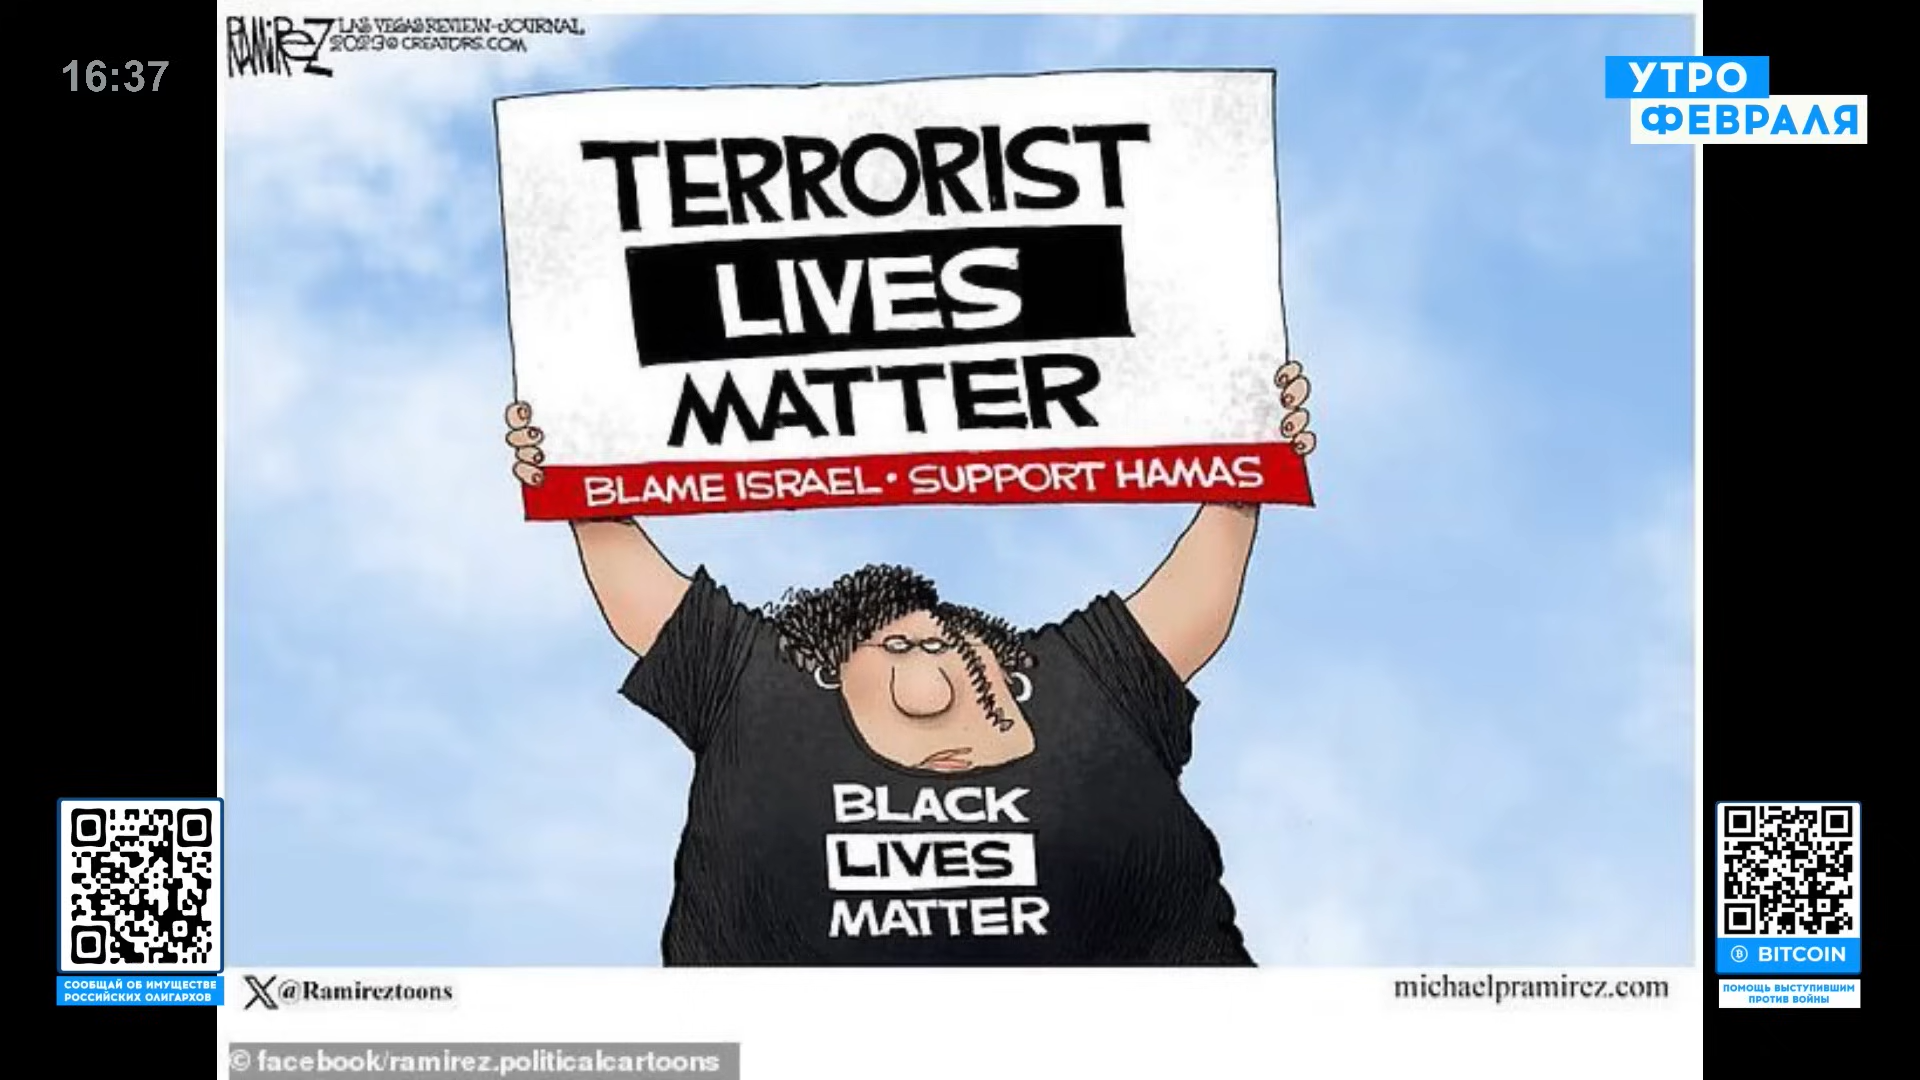 RAMIREZ
LAS VEGAS REVIEW-JOURNAL
2023© CREATORS.COM
16:37
УТРО
ФЕВРАЛЯ
TERRORIST
LIVES
MATTER
BLAME ISRAEL • SUPPORT HAMAS
BLACK
LIVES
MATTER
СООБЩАЙ ОБ ИМУЩЕСТВЕ
РОССИЙСКИХ ОЛИГАРХОВ
BITCOIN
ПОМОЩЬ ВЫСТУПИВШИМ
ПРОТИВ ВОЙНЫ
X@Ramireztoons
michaelpramirez.com
© facebook/ramirez.politicalcartoons